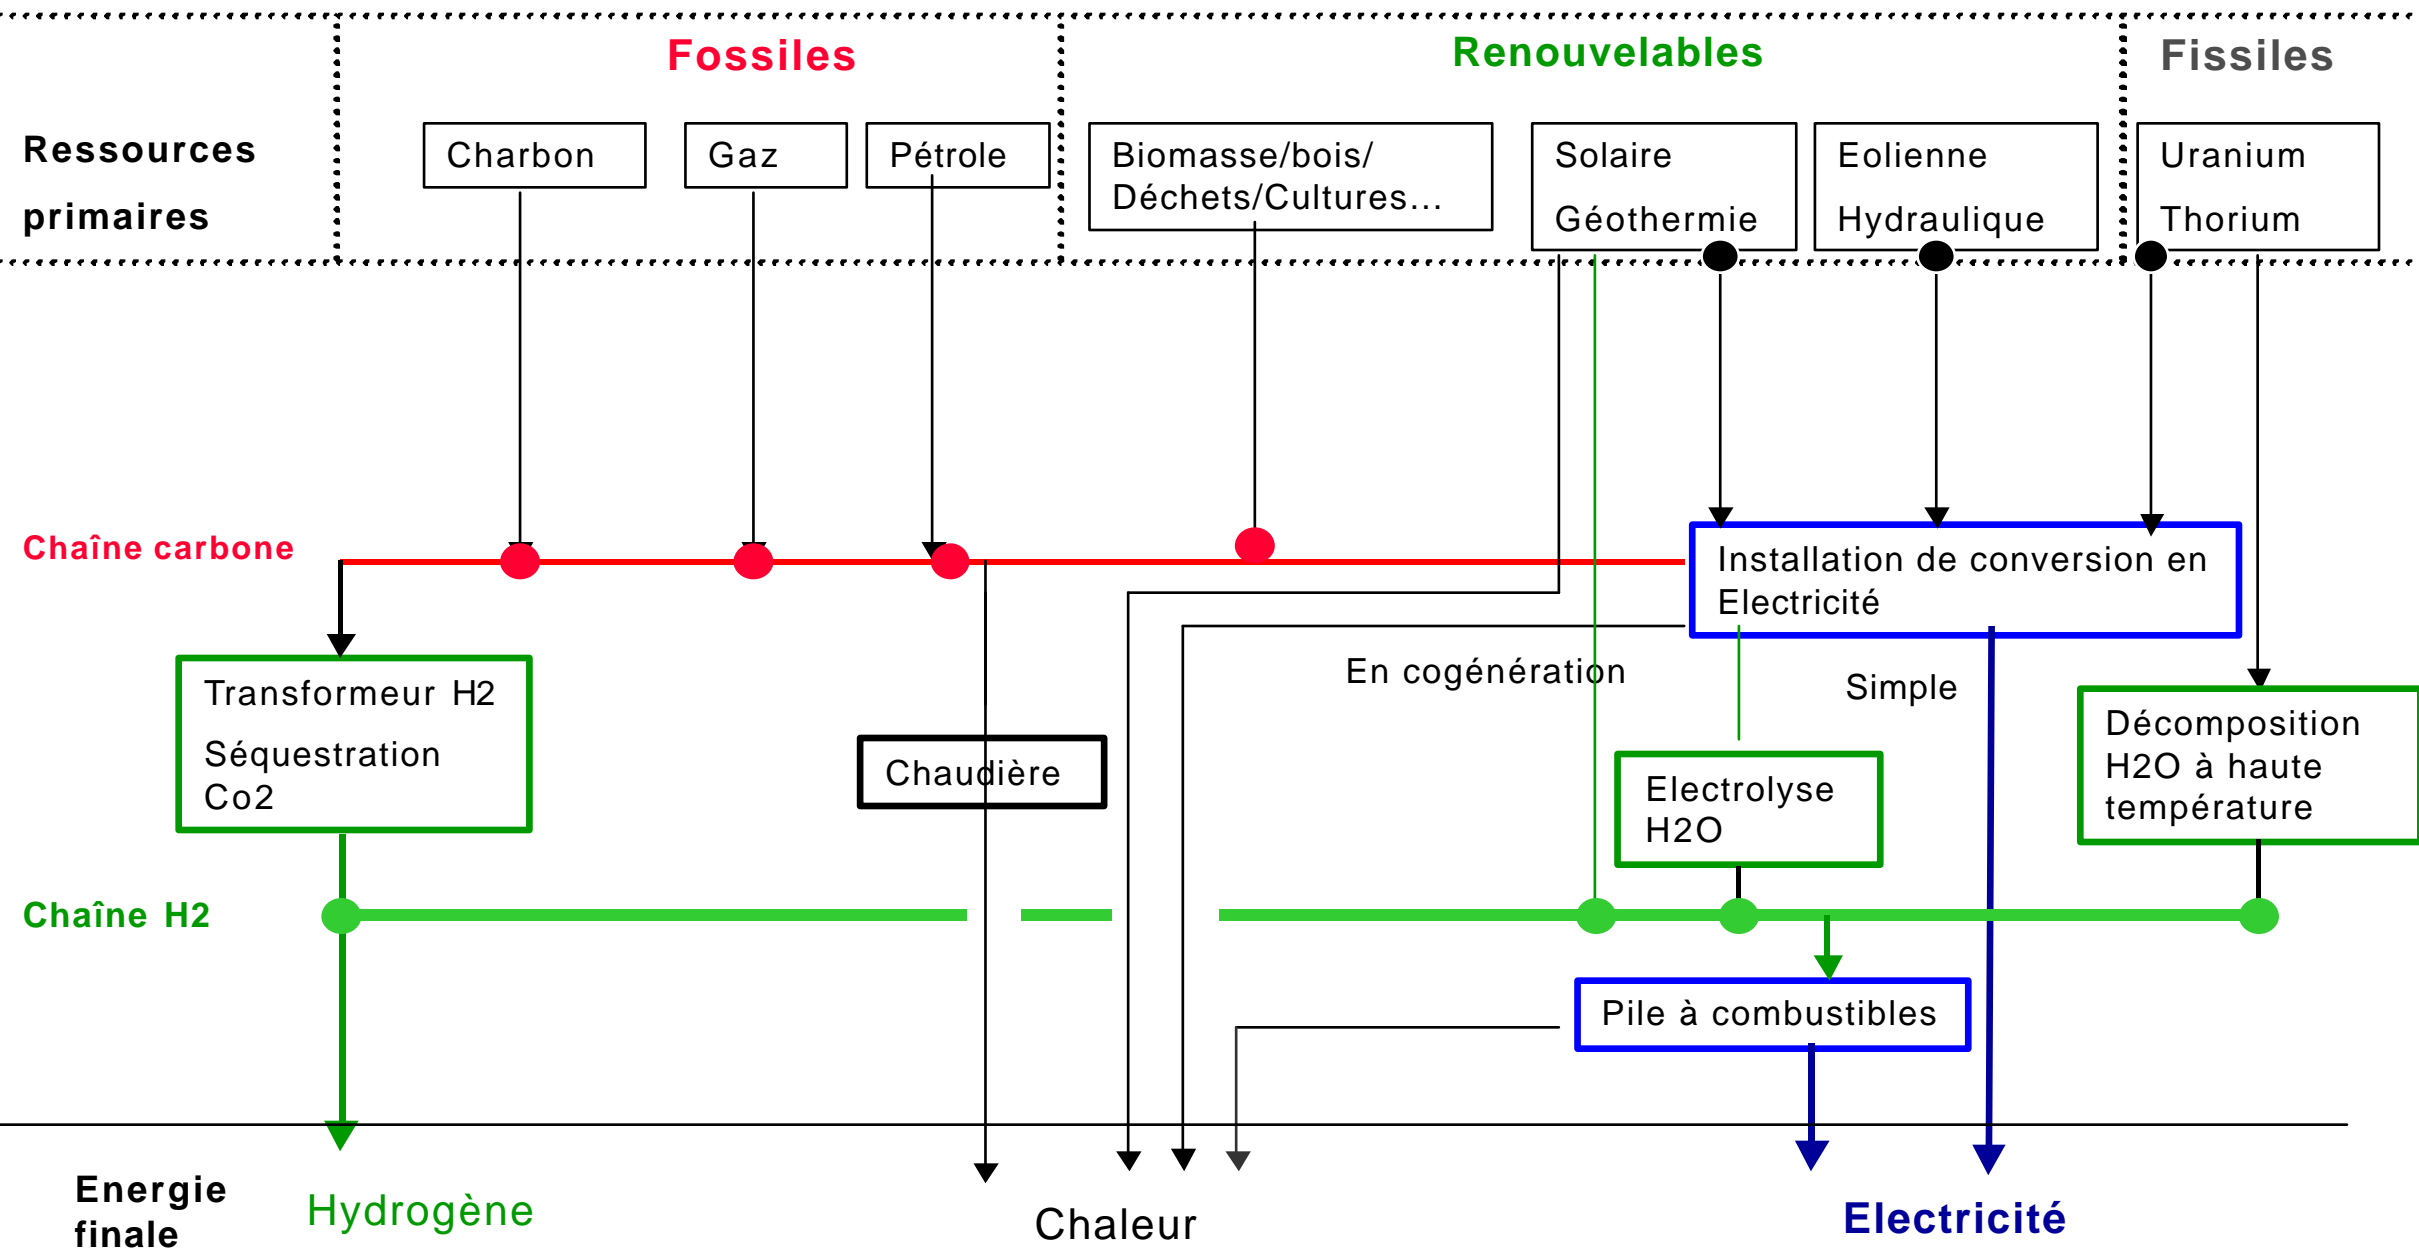 Fossiles
Renouvelables
Fissiles
Ressources
primaires
Charbon
Gaz
Pétrole
Biomasse/bois/
Déchets/Cultures...
Solaire
Géothermie
Eolienne
Hydraulique
Uranium
Thorium
Chaîne carbone
Installation de conversion en
Electricité
En cogénération
Simple
Transformeur H2
Séquestration
Co2
Chaudière
Electrolyse
H2O
Décomposition
H2O à haute
température
Chaîne H2
Pile à combustibles
Energie
finale
Hydrogène
Chaleur
Electricité